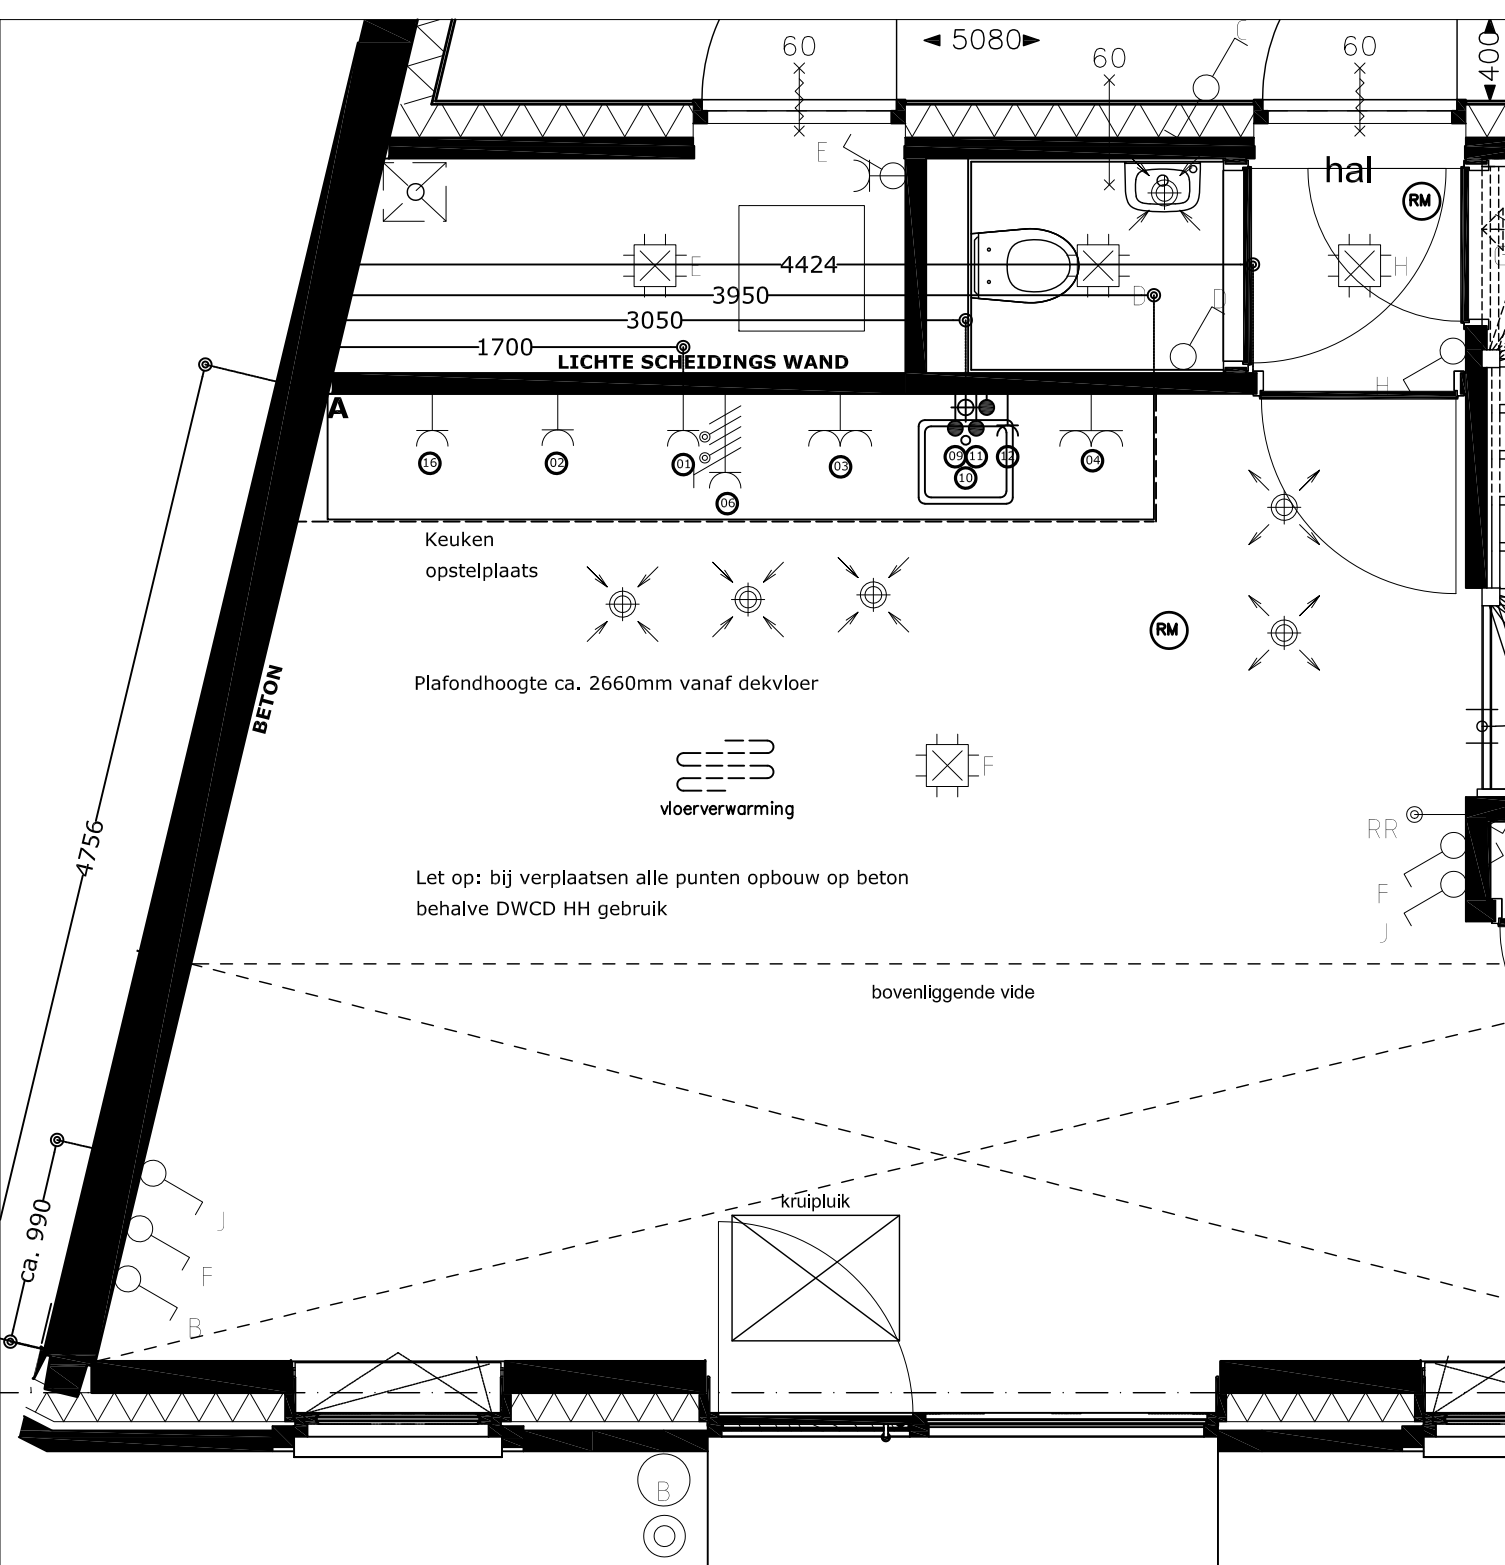 C
60
5080
60
60
400
E
hal
RM
E
4424
H
3950
D
D
3050
1700
LICHTE SCHEIDINGS WAND
H
A
16
02
01
03
09
11
12
04
10
06
Keuken
opstelplaats
RM
BETON
Plafondhoogte ca. 2660mm vanaf dekvloer
F
vloerverwarming
RR
4756
Let op: bij verplaatsen alle punten opbouw op beton
F
behalve DWCD HH gebruik
J
bovenliggende vide
kruipluik
J
ca. 990
F
B
B